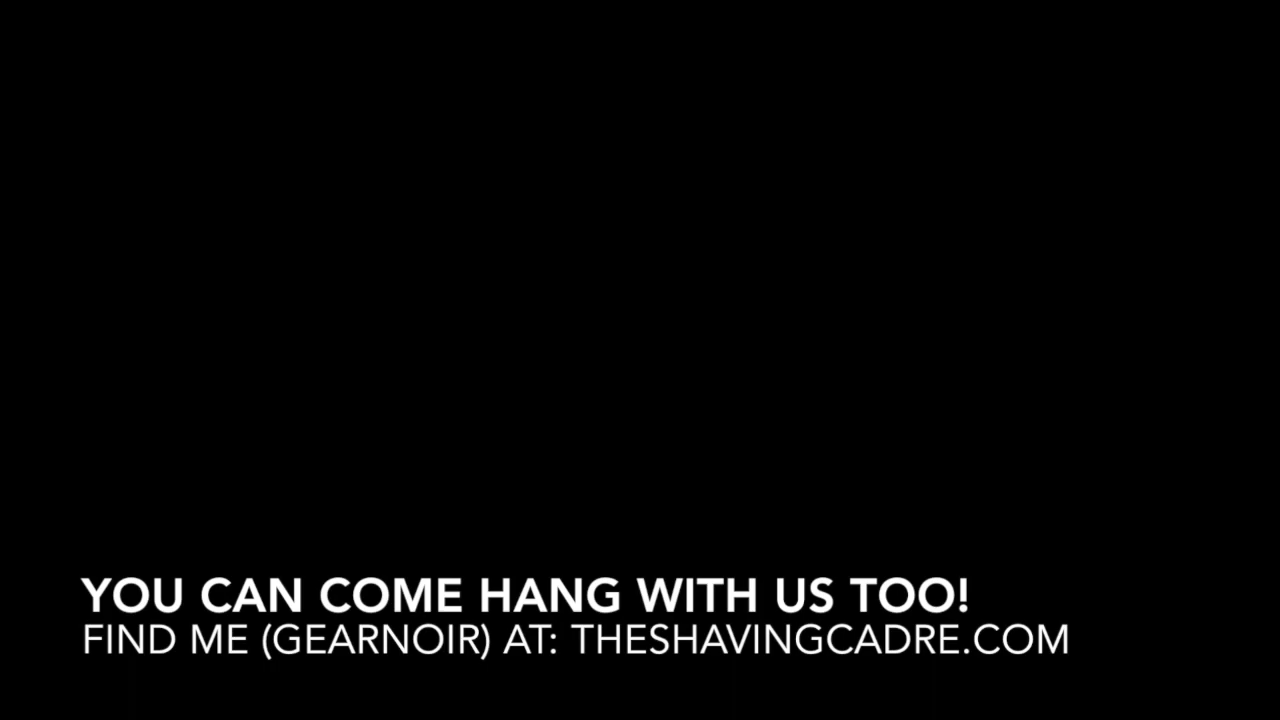 YOU CAN COME HANG WITH US TOO!
FIND ME (GEARNOIR) AT: THESHAVINGCADRE.COM